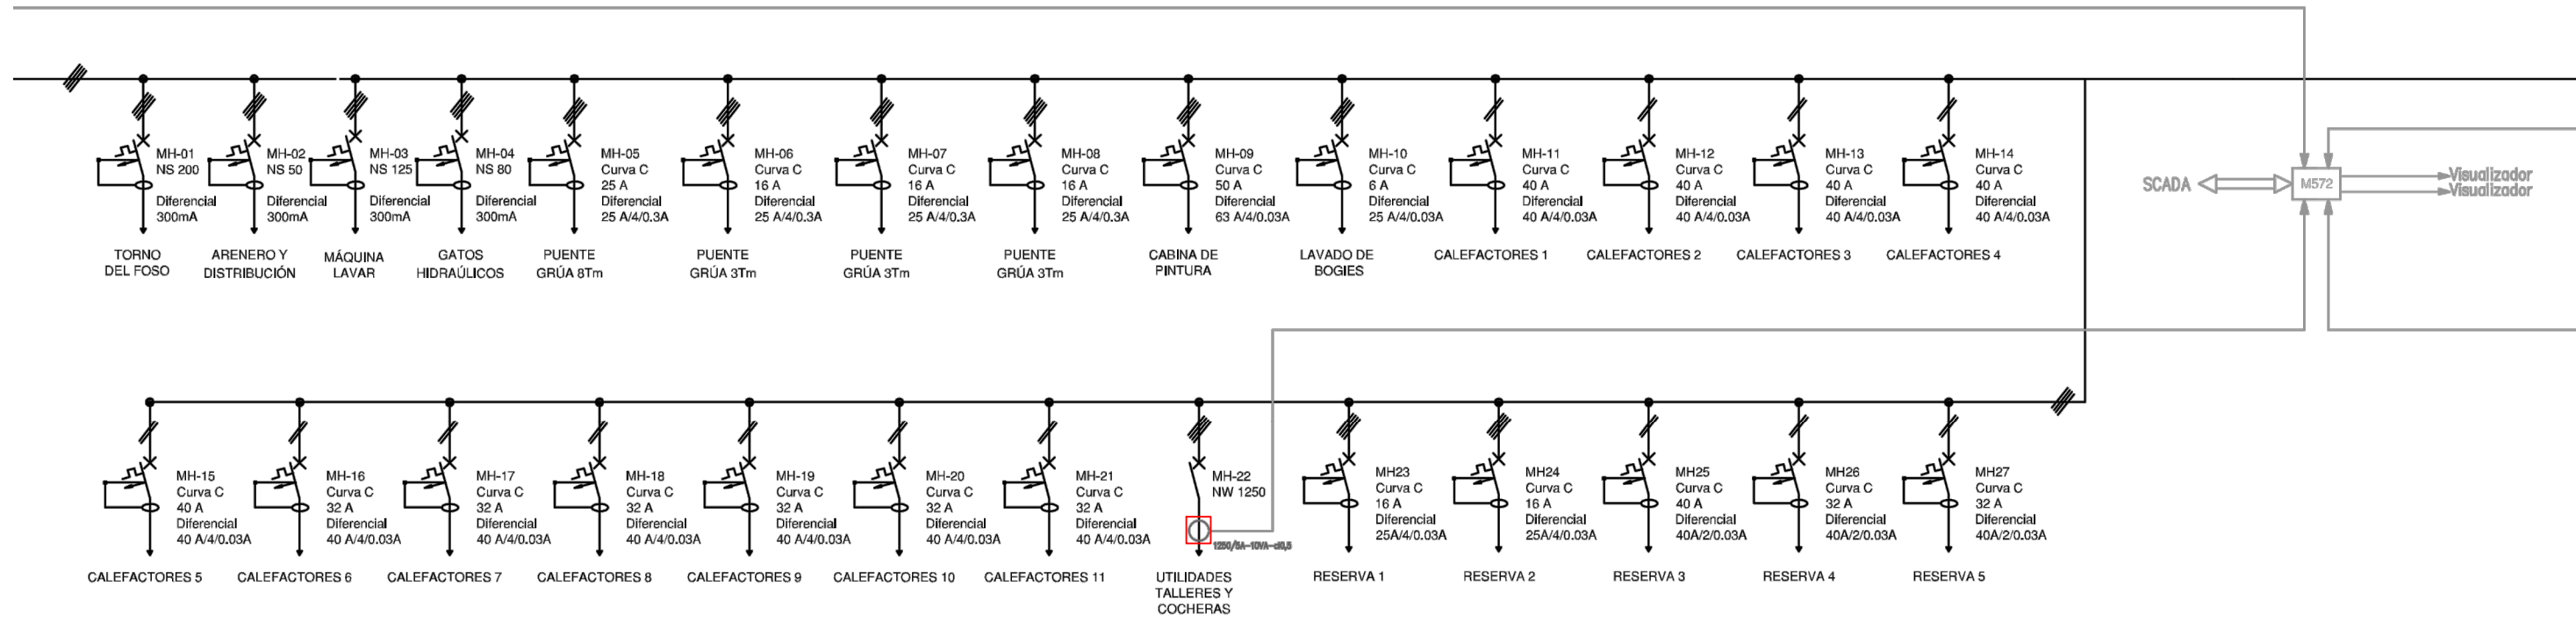 MH-01
NS 200
Diferencial
300mA
TORNO
DEL FOSO
MH-02
NS 50
Diferencial
300mA
ARENERO Y
DISTRIBUCIÓN
MH-03
NS 125
Diferencial
300mA
MÁQUINA
LAVAR
MH-04
NS 80
Diferencial
300mA
GATOS
HIDRAÚLICOS
MH-05
Curva C
25 A
Diferencial
25 A/4/0.3A
PUENTE
GRÚA 8Tm
MH-06
Curva C
16 A
Diferencial
25 A/4/0.3A
PUENTE
GRÚA 3Tm
MH-07
Curva C
16 A
Diferencial
25 A/4/0.3A
PUENTE
GRÚA 3Tm
MH-08
Curva C
16 A
Diferencial
25 A/4/0.3A
PUENTE
GRÚA 3Tm
MH-09
Curva C
50 A
Diferencial
63 A/4/0.03A
CABINA DE
PINTURA
MH-10
Curva C
6 A
Diferencial
25 A/4/0.03A
LAVADO DE
BOGIES
MH-11
Curva C
40 A
Diferencial
40 A/4/0.03A
CALEFACTORES 1
MH-12
Curva C
40 A
Diferencial
40 A/4/0.03A
CALEFACTORES 2
MH-13
Curva C
40 A
Diferencial
40 A/4/0.03A
CALEFACTORES 3
MH-14
Curva C
40 A
Diferencial
40 A/4/0.03A
CALEFACTORES 4
SCADA
M572
Visualizador
Visualizador
MH-15
Curva C
40 A
Diferencial
40 A/4/0.03A
CALEFACTORES 5
MH-16
Curva C
32 A
Diferencial
40 A/4/0.03A
CALEFACTORES 6
MH-17
Curva C
32 A
Diferencial
40 A/4/0.03A
CALEFACTORES 7
MH-18
Curva C
32 A
Diferencial
40 A/4/0.03A
CALEFACTORES 8
MH-19
Curva C
32 A
Diferencial
40 A/4/0.03A
CALEFACTORES 9
MH-20
Curva C
32 A
Diferencial
40 A/4/0.03A
CALEFACTORES 10
MH-21
Curva C
32 A
Diferencial
40 A/4/0.03A
CALEFACTORES 11
MH-22
NW 1250
1250/5A-10VA-cl0,5
UTILIDADES
TALLERES Y
COCHERAS
MH23
Curva C
16 A
Diferencial
25A/4/0.03A
RESERVA 1
MH24
Curva C
16 A
Diferencial
25A/4/0.03A
RESERVA 2
MH25
Curva C
40 A
Diferencial
40A/2/0.03A
RESERVA 3
MH26
Curva C
32 A
Diferencial
40A/2/0.03A
RESERVA 4
MH27
Curva C
32 A
Diferencial
40A/2/0.03A
RESERVA 5